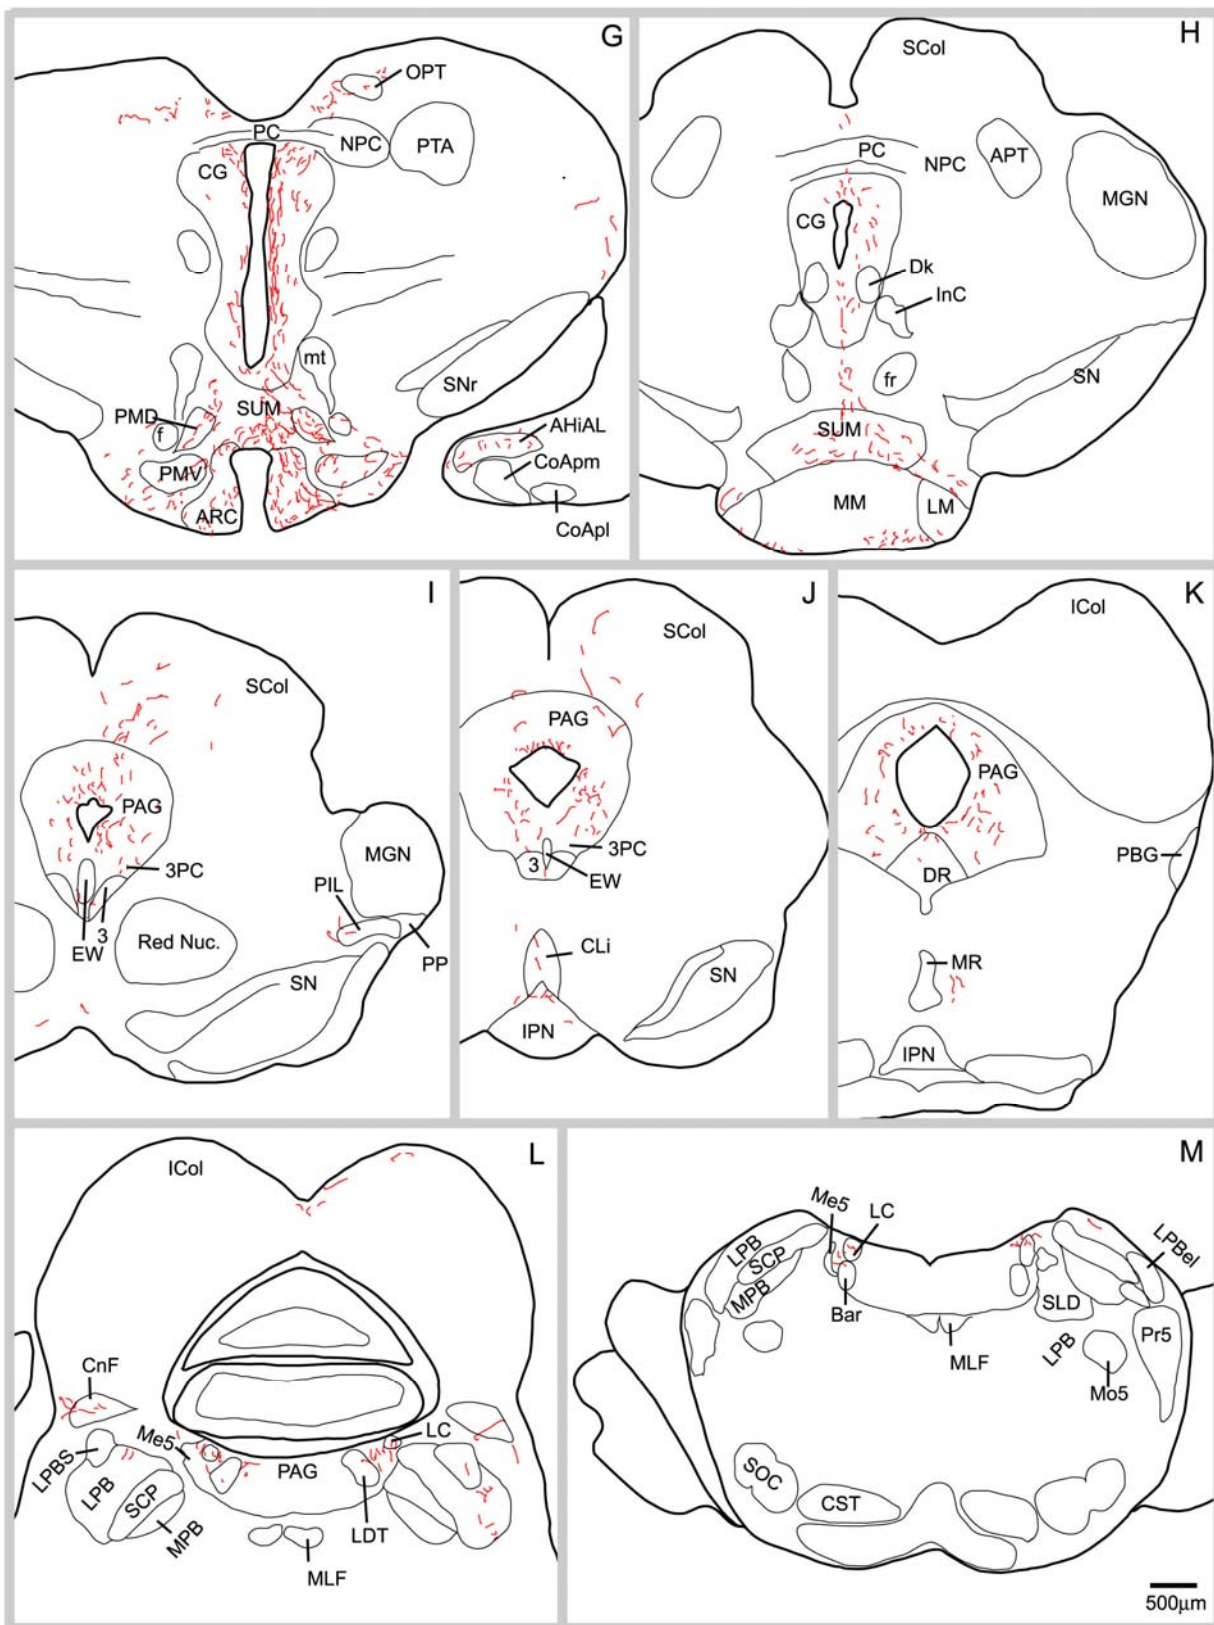 G
OPT
PC
NPC
PTA
CG
mt
SNr
PMD
SUM
f
PMV
ARC
AHiAL
CoApm
CoApl
H
SCol
PC
NPC
APT
MGN
CG
Dk
InC
fr
SN
SUM
MM
LM
I
SCol
PAG
MGN
3PC
PIL
3
EW
Red Nuc.
PP
SN
J
SCol
PAG
3PC
3
EW
CLi
SN
IPN
K
ICol
PAG
PBG
DR
MR
IPN
L
ICol
CnF
Me5
LC
LPBS
LPB
PAG
SCP
MPB
LDT
MLF
M
Me5
LC
LPB
SCP
LPBel
MPB
Bar
SLD
MLF
LPB
Pr5
Mo5
SOC
CST
500µm